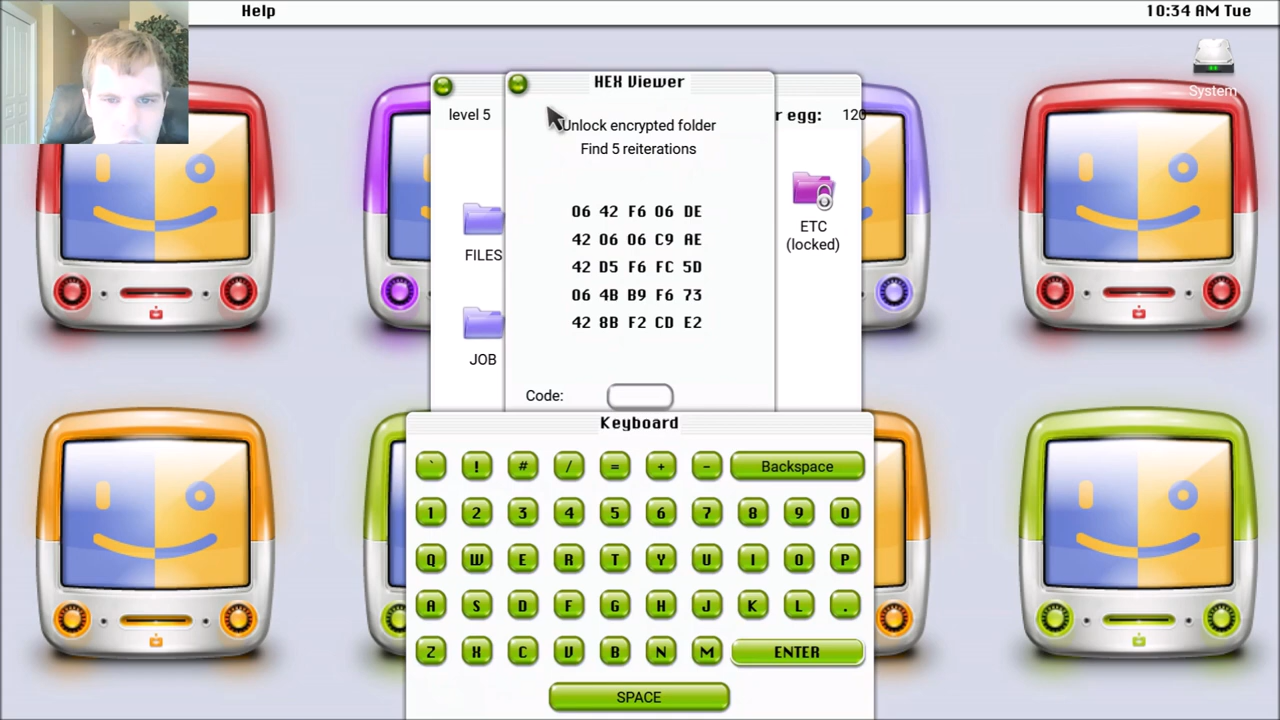 Help
10:34 AM Tue
System
level 5
r egg: 120
HEX Viewer
Unlock encrypted folder
Find 5 reiterations
06 42 F6 06 DE
42 06 06 C9 AE
42 D5 F6 FC 5D
06 4B B9 F6 73
42 8B F2 CD E2
Code:
FILES
JOB
ETC
(locked)
Keyboard
` ! # / = + - Backspace
1 2 3 4 5 6 7 8 9 0
Q W E R T Y U I O P
A S D F G H J K L .
Z X C V B N M ENTER
SPACE